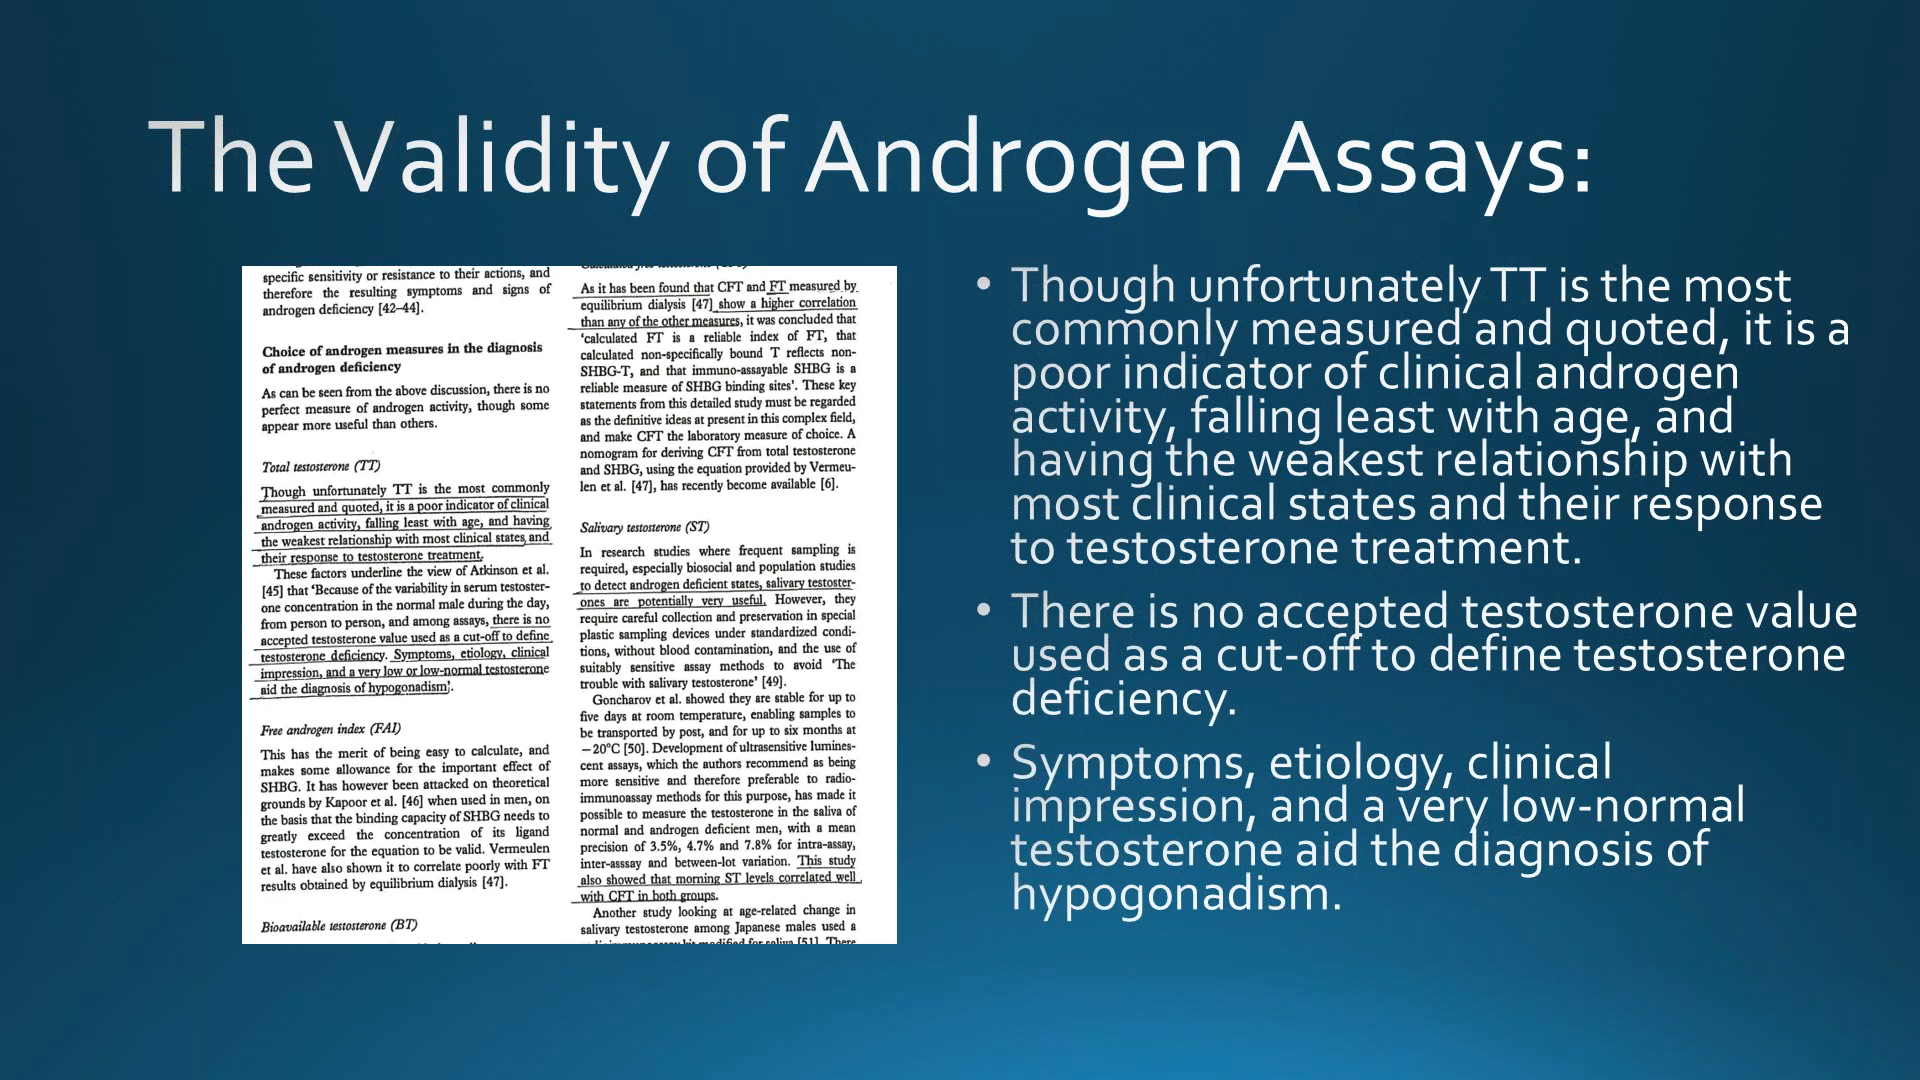 The Validity of Androgen Assays:
specific sensitivity or resistance to their actions, and
therefore the resulting symptoms and signs of
androgen deficiency [42–44].
Choice of androgen measures in the diagnosis
of androgen deficiency
As can be seen from the above discussion, there is no
perfect measure of androgen activity, though some
appear more useful than others.
Total testosterone (TT)
Though unfortunately TT is the most commonly
measured and quoted, it is a poor indicator of clinical
androgen activity, falling least with age, and having
the weakest relationship with most clinical states and
their response to testosterone treatment.
These factors underline the view of Atkinson et al.
[45] that ‘Because of the variability in serum testoster-
one concentration in the normal male during the day,
from person to person, and among assays, there is no
accepted testosterone value used as a cut-off to define
testosterone deficiency. Symptoms, etiology, clinical
impression, and a very low or low-normal testosterone
aid the diagnosis of hypogonadism’.
Free androgen index (FAI)
This has the merit of being easy to calculate, and
makes some allowance for the important effect of
SHBG. It has however been attacked on theoretical
grounds by Kapoor et al. [46] when used in men, on
the basis that the binding capacity of SHBG needs to
greatly exceed the concentration of its ligand
testosterone for the equation to be valid. Vermeulen
et al. have also shown it to correlate poorly with FT
results obtained by equilibrium dialysis [47].
Bioavailable testosterone (BT)
As it has been found that CFT and FT measured by
equilibrium dialysis [47] show a higher correlation
than any of the other measures, it was concluded that
‘calculated FT is a reliable index of FT, that
calculated non-specifically bound T reflects non-
SHBG-T, and that immuno-assayable SHBG is a
reliable measure of SHBG binding sites’. These key
statements from this detailed study must be regarded
as the definitive ideas at present in this complex field,
and make CFT the laboratory measure of choice. A
nomogram for deriving CFT from total testosterone
and SHBG, using the equation provided by Vermeu-
len et al. [47], has recently become available [6].
Salivary testosterone (ST)
In research studies where frequent sampling is
required, especially biosocial and population studies
to detect androgen deficient states, salivary testoster-
ones are potentially very useful. However, they
require careful collection and preservation in special
plastic sampling devices under standardized condi-
tions, without blood contamination, and the use of
suitably sensitive assay methods to avoid ‘The
trouble with salivary testosterone’ [49].
Goncharov et al. showed they are stable for up to
five days at room temperature, enabling samples to
be transported by post, and for up to six months at
−20°C [50]. Development of ultrasensitive lumines-
cent assays, which the authors recommend as being
more sensitive and therefore preferable to radio-
immunoassay methods for this purpose, has made it
possible to measure the testosterone in the saliva of
normal and androgen deficient men, with a mean
precision of 3.5%, 4.7% and 7.8% for intra-assay,
inter-asssay and between-lot variation. This study
also showed that morning ST levels correlated well
with CFT in both groups.
Another study looking at age-related change in
salivary testosterone among Japanese males used a
modified for saliva [51]. There
• Though unfortunately TT is the most
commonly measured and quoted, it is a
poor indicator of clinical androgen
activity, falling least with age, and
having the weakest relationship with
most clinical states and their response
to testosterone treatment.
• There is no accepted testosterone value
used as a cut-off to define testosterone
deficiency.
• Symptoms, etiology, clinical
impression, and a very low-normal
testosterone aid the diagnosis of
hypogonadism.